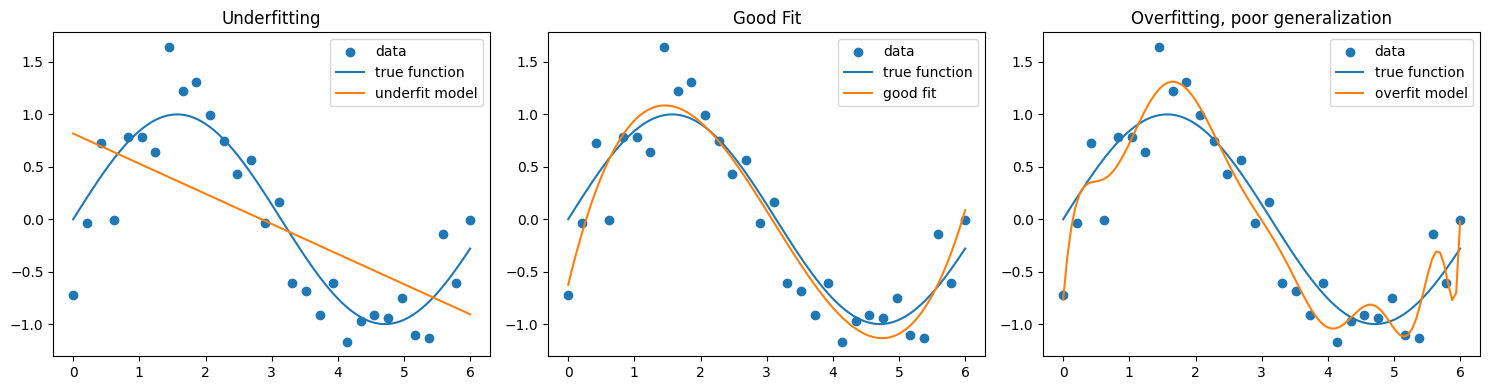 Underfitting
data
true function
underfit model
1.5
1.0
0.5
0.0
−0.5
−1.0
0 1 2 3 4 5 6
Good Fit
data
true function
good fit
1.5
1.0
0.5
0.0
−0.5
−1.0
0 1 2 3 4 5 6
Overfitting, poor generalization
data
true function
overfit model
1.5
1.0
0.5
0.0
−0.5
−1.0
0 1 2 3 4 5 6